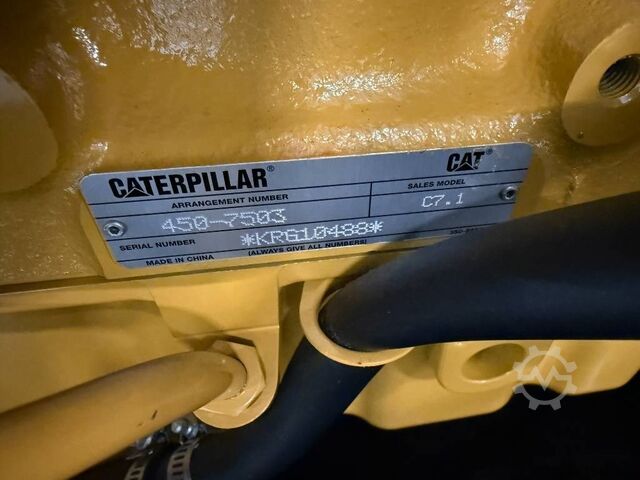 CATERPILLAR®
CAT®
ARRANGEMENT NUMBER
SALES MODEL
450-7503
C7.1
SERIAL NUMBER
*KRG10488*
MADE IN CHINA
(ALWAYS GIVE ALL NUMBERS)